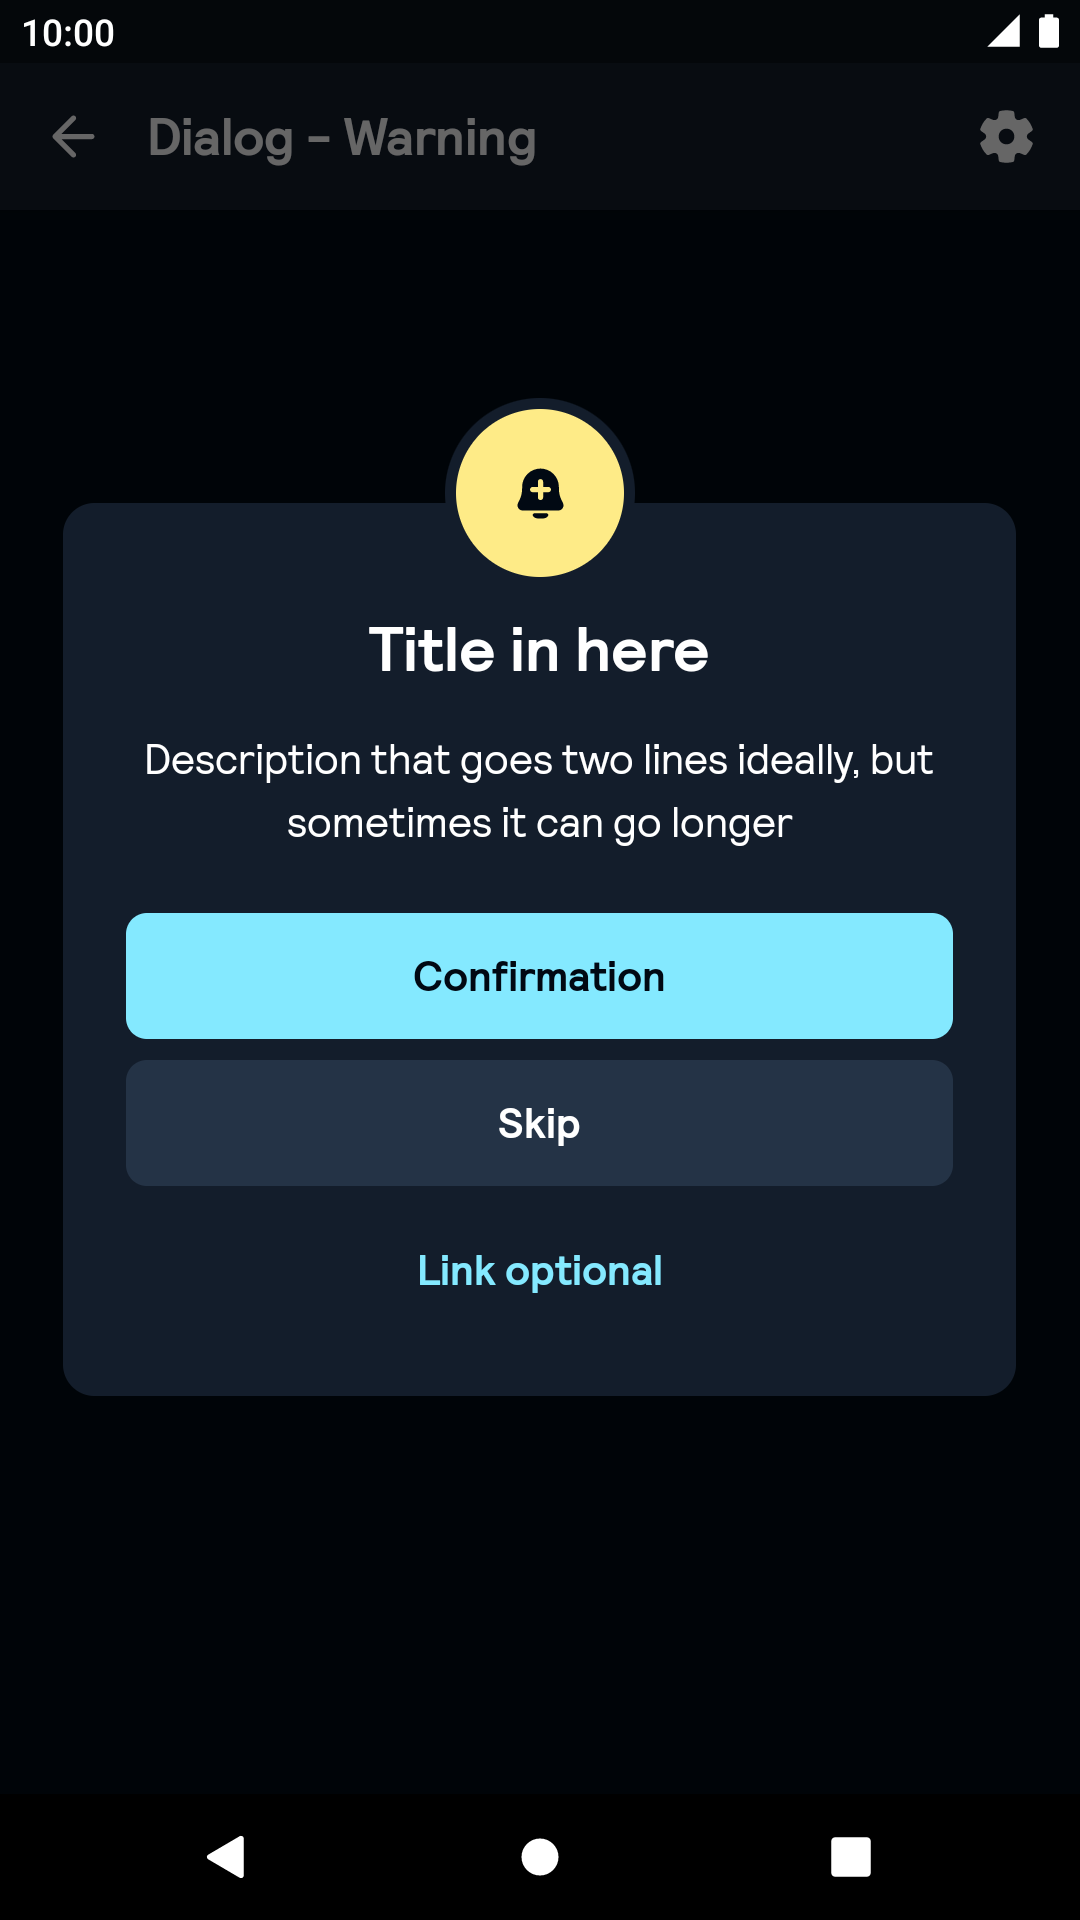 10:00
Dialog - Warning
Title in here
Description that goes two lines ideally, but
sometimes it can go longer
Confirmation
Skip
Link optional